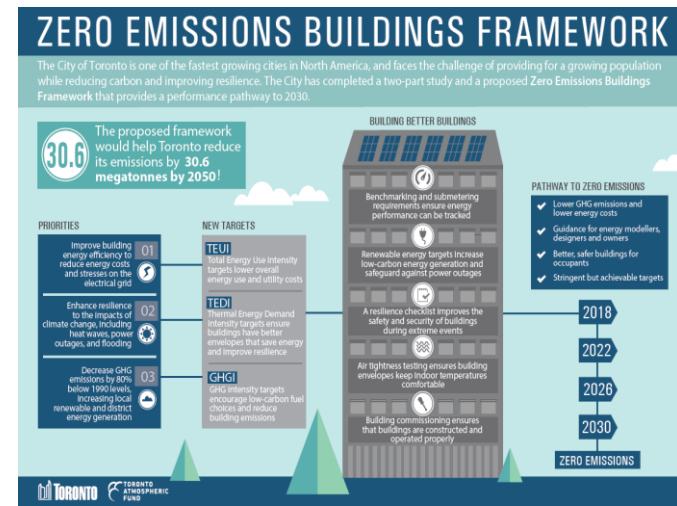 ZERO EMISSIONS BUILDINGS FRAMEWORK
The City of Toronto is one of the fastest growing cities in North America, and faces the challenge of providing for a growing population
while reducing carbon and improving resilience. The City has completed a two-part study and a proposed Zero Emissions Buildings
Framework that provides a performance pathway to 2030.
30.6
The proposed framework
would help Toronto reduce
its emissions by 30.6
megatonnes by 2050!
PRIORITIES
Improve building
energy efficiency to
reduce energy costs
and stresses on the
electrical grid
01
Enhance resilience
to the impacts of
climate change, including
heat waves, power
outages, and flooding
02
Decrease GHG
emissions by 80%
below 1990 levels,
increasing local
renewable and district
energy generation
03
NEW TARGETS
TEUI
Total Energy Use Intensity
targets lower overall
energy use and utility costs
TEDI
Thermal Energy Demand
Intensity targets ensure
buildings have better
envelopes that save energy
and improve resilience
GHGI
GHG Intensity targets
encourage low-carbon fuel
choices and reduce
building emissions
BUILDING BETTER BUILDINGS
Benchmarking and submetering
requirements ensure energy
performance can be tracked
Renewable energy targets increase
low-carbon energy generation and
safeguard against power outages
A resilience checklist improves the
safety and security of buildings
during extreme events
Air tightness testing ensures building
envelopes keep indoor temperatures
comfortable
Building commissioning ensures
that buildings are constructed and
operated properly
PATHWAY TO ZERO EMISSIONS
Lower GHG emissions and
lower energy costs
Guidance for energy modellers,
designers and owners
Better, safer buildings for
occupants
Stringent but achievable targets
2018
2022
2026
2030
ZERO EMISSIONS
TORONTO
TORONTO
ATMOSPHERIC
FUND